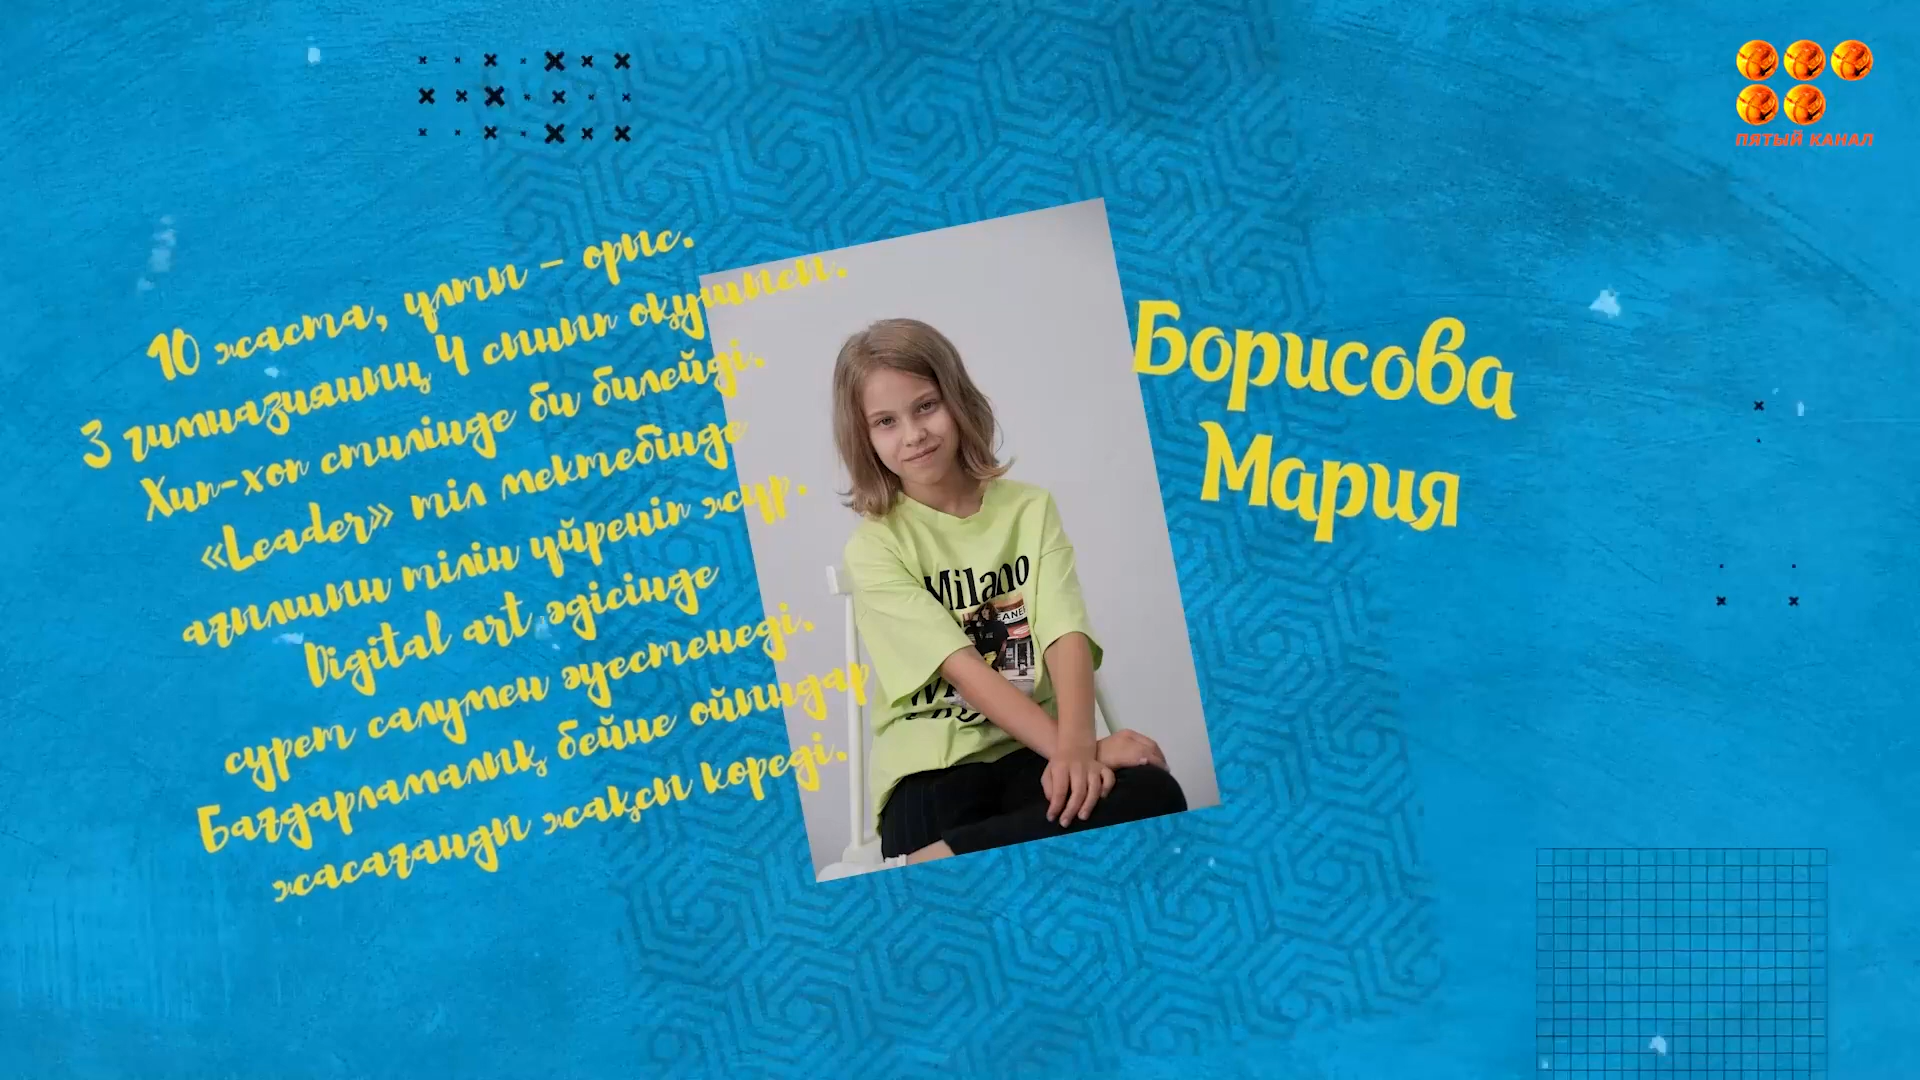 ПЯТЫЙ КАНАЛ
10 жаста, ұлты – орыс.
3 гимназияның 4 сынып оқушысы.
Хип-хоп стилінде би билейді.
«Leader» тіл мектебінде
ағылшын тілін үйреніп жүр.
Digital art әдісінде
сурет салумен әуестенеді.
Бағдарламалық бейне ойындар
жасағанды жақсы көреді.
Борисова
Мария
Milano